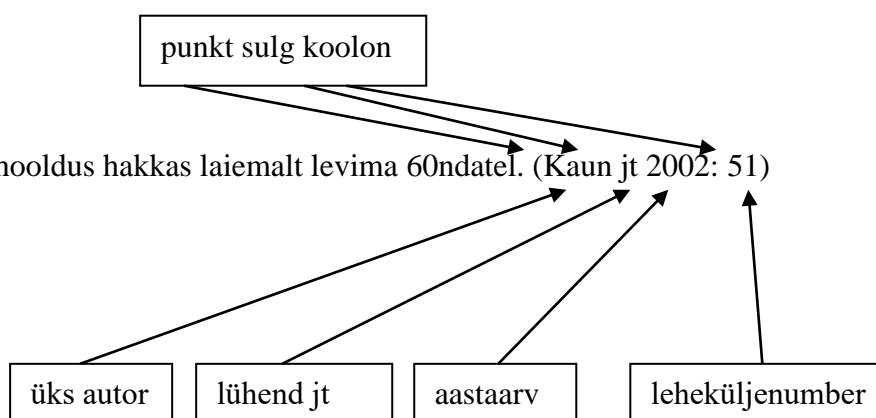 punkt sulg koolon
hooldus hakkas laiemalt levima 60ndatel. (Kaun jt 2002: 51)
üks autor lühend jt aastaarv leheküljenumber